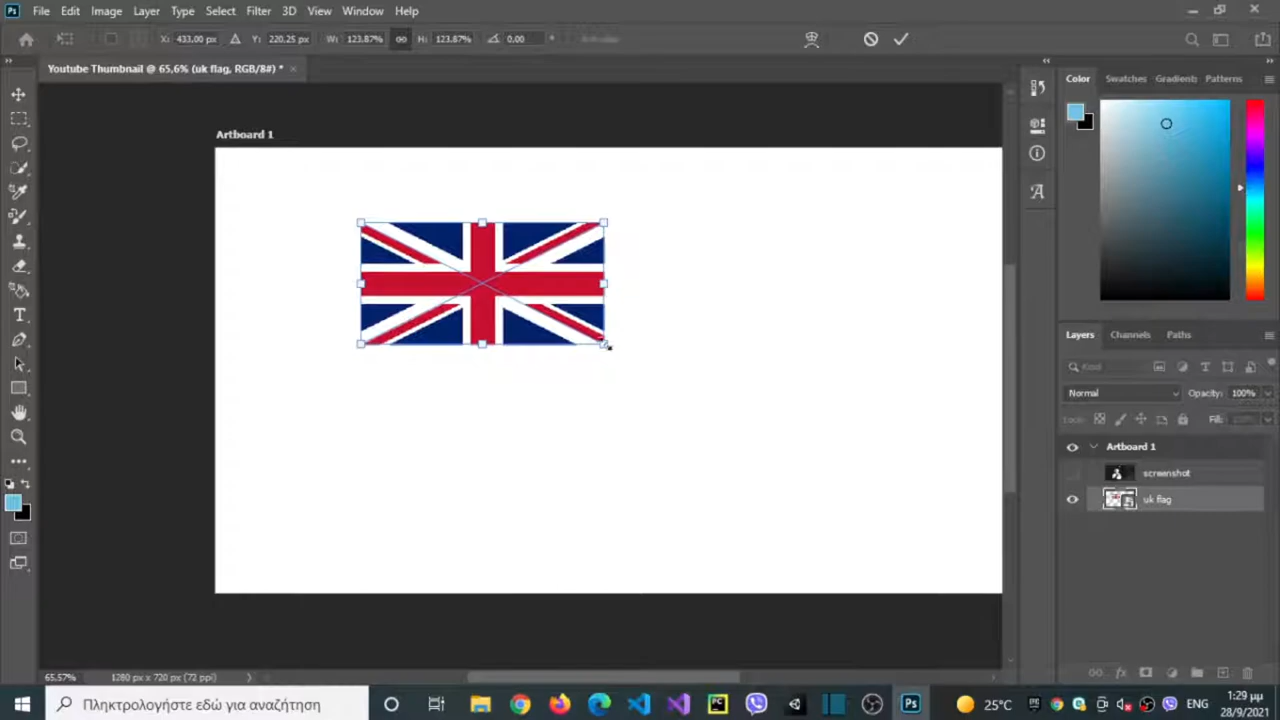 Ps File Edit Image Layer Type Select Filter 3D View Window Help
X: 433,00 px Y: 220.25 px W: 123.87% H: 123.87% 0.00
Youtube Thumbnail @ 65,6% (uk flag, RGB/8#) * ×
Color Swatches Gradients Patterns
Artboard 1
Layers Channels Paths
Kind
Normal Opacity: 100%
Lock: Fill:
Artboard 1
screenshot
uk flag
65.57% 1280 px x 720 px (72 ppi)
Πληκτρολογήστε εδώ για αναζήτηση
25°C ENG
1:29 μμ
28/9/2021